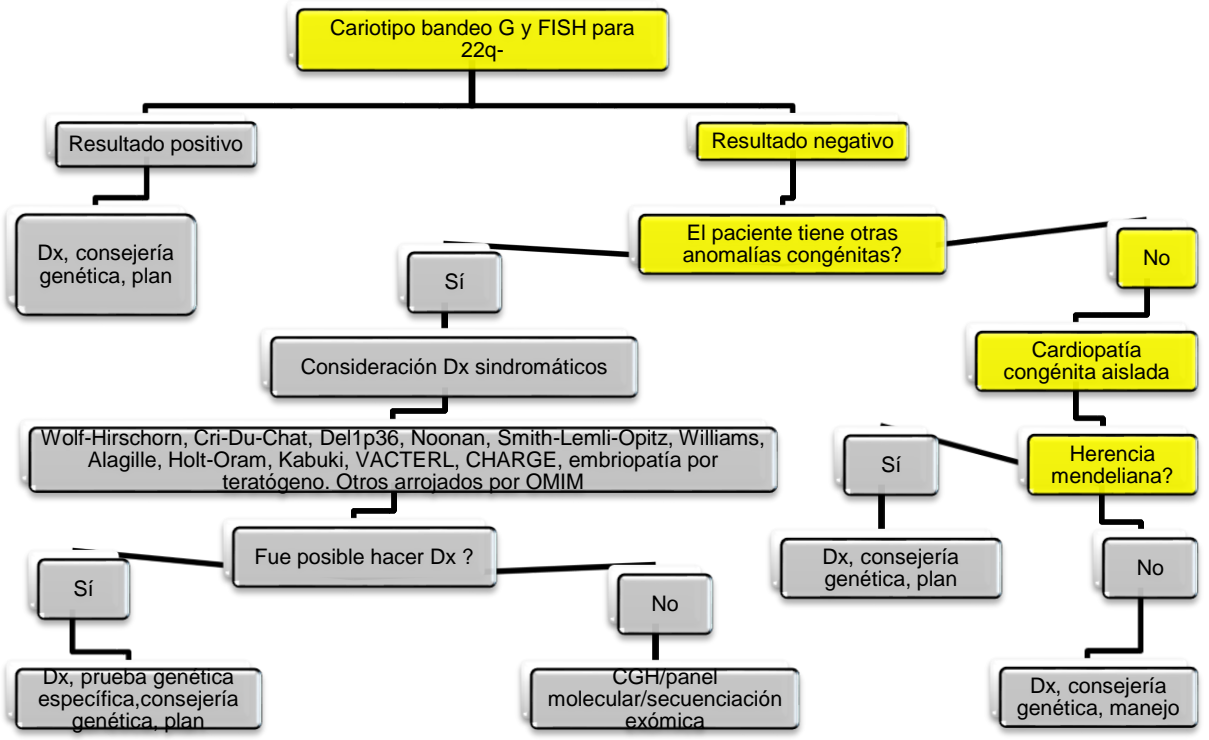 Cariotipo bandeo G y FISH para
22q-
Resultado positivo
Resultado negativo
Dx, consejería
genética, plan
El paciente tiene otras
anomalías congénitas?
Sí
No
Consideración Dx sindromáticos
Cardiopatía
congénita aislada
Wolf-Hirschorn, Cri-Du-Chat, Del1p36, Noonan, Smith-Lemli-Opitz, Williams,
Alagille, Holt-Oram, Kabuki, VACTERL, CHARGE, embriopatía por
teratógeno. Otros arrojados por OMIM
Sí
Herencia
mendeliana?
Fue posible hacer Dx ?
Dx, consejería
genética, plan
No
Sí
No
Dx, prueba genética
específica,consejería
genética, plan
CGH/panel
molecular/secuenciación
exómica
Dx, consejería
genética, manejo